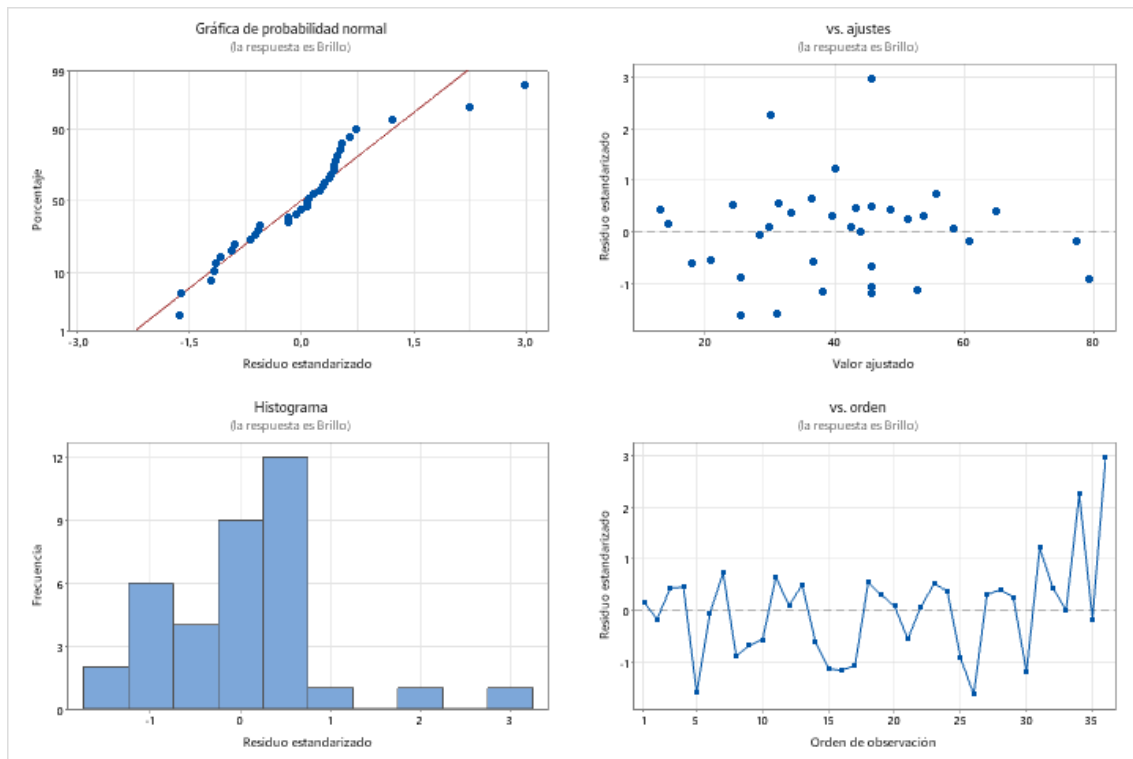 Gráfica de probabilidad normal
(la respuesta es Brillo)
99
90
50
10
1
Porcentaje
-3,0 -1,5 0,0 1,5 3,0
Residuo estandarizado
vs. ajustes
(la respuesta es Brillo)
3
2
1
0
-1
Residuo estandarizado
20 40 60 80
Valor ajustado
Histograma
(la respuesta es Brillo)
12
9
6
3
0
Frecuencia
-1 0 1 2 3
Residuo estandarizado
vs. orden
(la respuesta es Brillo)
3
2
1
0
-1
Residuo estandarizado
1 5 10 15 20 25 30 35
Orden de observación